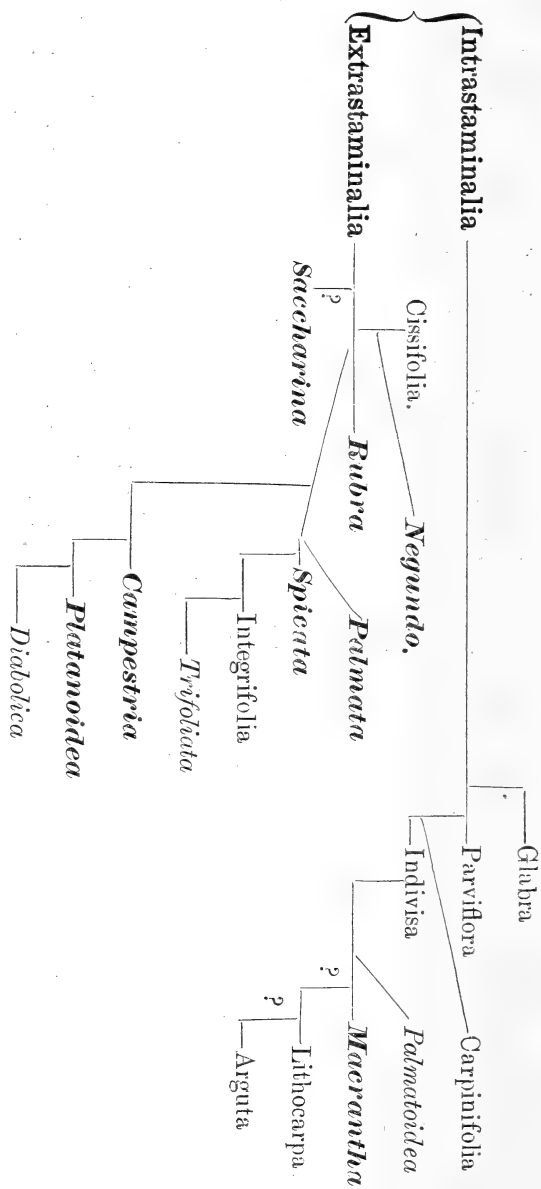 Glabra
Intrastaminalia Parviflora Carpinifolia
Cissifolia. Negundo. Indivisa Palmatoidea
Extrastaminalia Rubra Palmata Macrantha
? ?
Saccharina Spicata Lithocarpa.
?
Integrifolia Arguta
Trifoliata
Campestria
Platanoidea
Diabolica